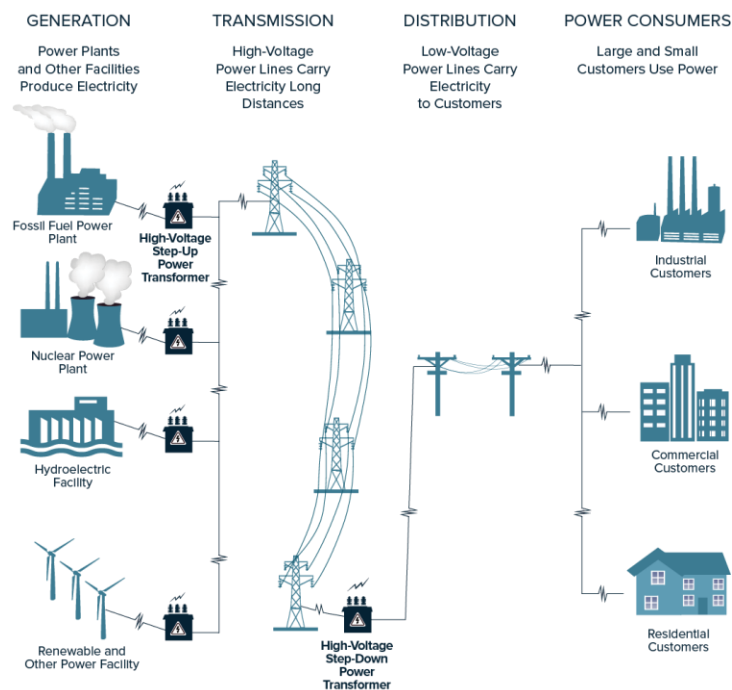 GENERATION
Power Plants
and Other Facilities
Produce Electricity
TRANSMISSION
High-Voltage
Power Lines Carry
Electricity Long
Distances
DISTRIBUTION
Low-Voltage
Power Lines Carry
Electricity
to Customers
POWER CONSUMERS
Large and Small
Customers Use Power
Fossil Fuel Power
Plant
High-Voltage
Step-Up
Power
Transformer
Nuclear Power
Plant
Hydroelectric
Facility
Renewable and
Other Power Facility
High-Voltage
Step-Down
Power
Transformer
Industrial
Customers
Commercial
Customers
Residential
Customers